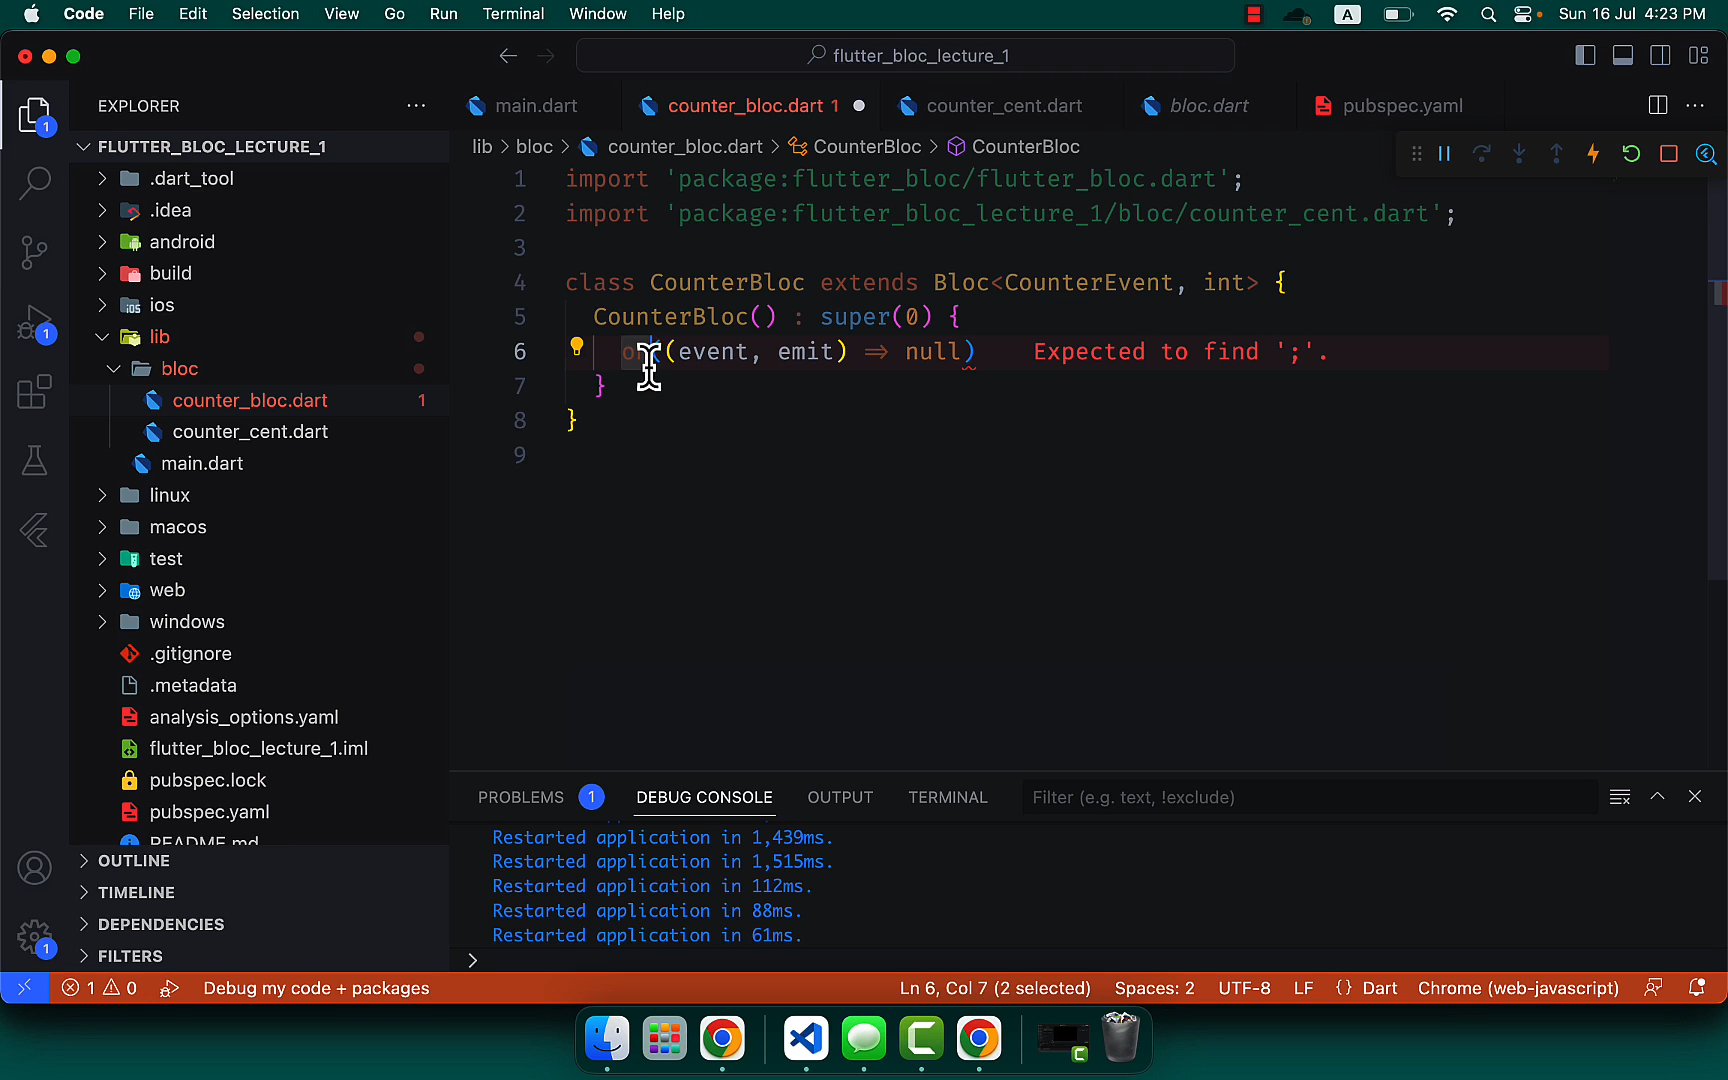 Code File Edit Selection View Go Run Terminal Window Help
A
Sun 16 Jul 4:23 PM
flutter_bloc_lecture_1
EXPLORER
main.dart
counter_bloc.dart 1
counter_cent.dart
bloc.dart
pubspec.yaml
1
FLUTTER_BLOC_LECTURE_1
lib > bloc > counter_bloc.dart > CounterBloc > CounterBloc
.dart_tool
.idea
android
build
ios
lib
bloc
counter_bloc.dart 1
counter_cent.dart
main.dart
linux
macos
test
web
windows
.gitignore
.metadata
analysis_options.yaml
flutter_bloc_lecture_1.iml
pubspec.lock
pubspec.yaml
README.md
OUTLINE
TIMELINE
DEPENDENCIES
FILTERS
1
1
1 import 'package:flutter_bloc/flutter_bloc.dart';
2 import 'package:flutter_bloc_lecture_1/bloc/counter_cent.dart';
3
4 class CounterBloc extends Bloc<CounterEvent, int> {
5 CounterBloc() : super(0) {
6 on((event, emit) => null) Expected to find ';'.
7 }
8 }
9
PROBLEMS 1 DEBUG CONSOLE OUTPUT TERMINAL Filter (e.g. text, !exclude)
Restarted application in 1,439ms.
Restarted application in 1,515ms.
Restarted application in 112ms.
Restarted application in 88ms.
Restarted application in 61ms.
>
1 0 Debug my code + packages Ln 6, Col 7 (2 selected) Spaces: 2 UTF-8 LF {} Dart Chrome (web-javascript)